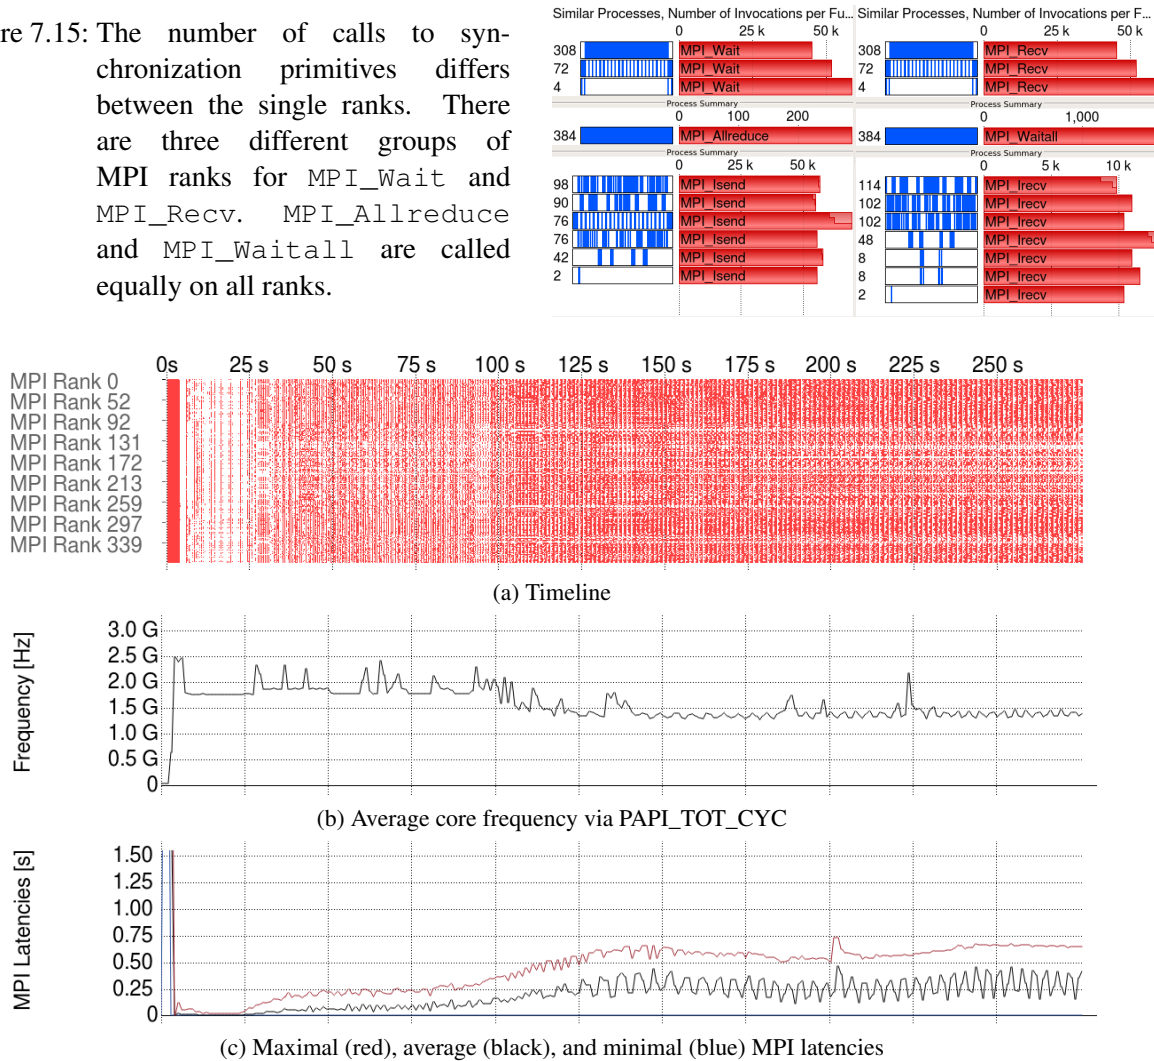 re 7.15: The number of calls to syn-
chronization primitives differs
between the single ranks. There
are three different groups of
MPI ranks for MPI_Wait and
MPI_Recv. MPI_Allreduce
and MPI_Waitall are called
equally on all ranks.
Similar Processes, Number of Invocations per Fu...
0 25 k 50 k
308 MPI_Wait
72 MPI_Wait
4 MPI_Wait
Process Summary
0 100 200
384 MPI_Allreduce
Process Summary
0 25 k 50 k
98 MPI_Isend
90 MPI_Isend
76 MPI_Isend
76 MPI_Isend
42 MPI_Isend
2 MPI_Isend
Similar Processes, Number of Invocations per F...
0 25 k 50 k
308 MPI_Recv
72 MPI_Recv
4 MPI_Recv
Process Summary
0 1,000
384 MPI_Waitall
Process Summary
0 5 k 10 k
114 MPI_Irecv
102 MPI_Irecv
102 MPI_Irecv
48 MPI_Irecv
8 MPI_Irecv
8 MPI_Irecv
2 MPI_Irecv
0s 25 s 50 s 75 s 100 s 125 s 150 s 175 s 200 s 225 s 250 s
MPI Rank 0
MPI Rank 52
MPI Rank 92
MPI Rank 131
MPI Rank 172
MPI Rank 213
MPI Rank 259
MPI Rank 297
MPI Rank 339
(a) Timeline
Frequency [Hz]
3.0 G
2.5 G
2.0 G
1.5 G
1.0 G
0.5 G
0
(b) Average core frequency via PAPI_TOT_CYC
MPI Latencies [s]
1.50
1.25
1.00
0.75
0.50
0.25
0
(c) Maximal (red), average (black), and minimal (blue) MPI latencies